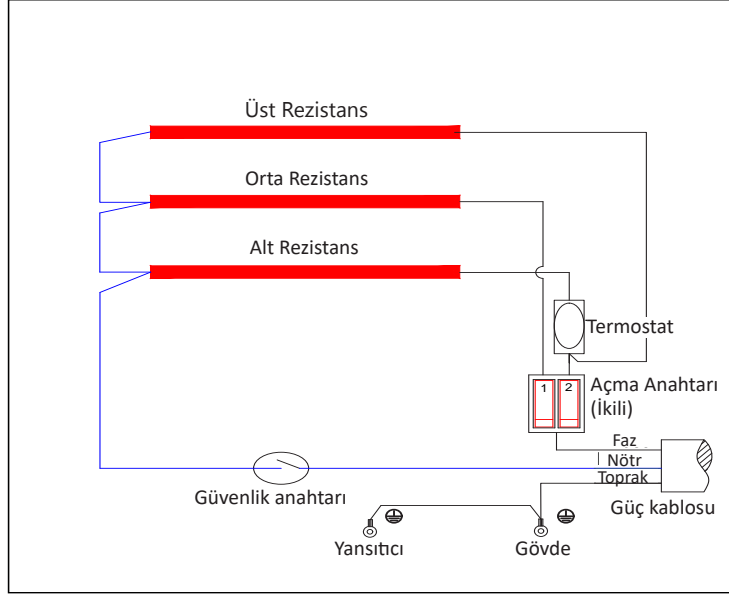 Üst Rezistans
Orta Rezistans
Alt Rezistans
Termostat
1 2
Açma Anahtarı
(İkili)
Faz
Nötr
Toprak
Güç kablosu
Güvenlik anahtarı
Yansıtıcı
Gövde